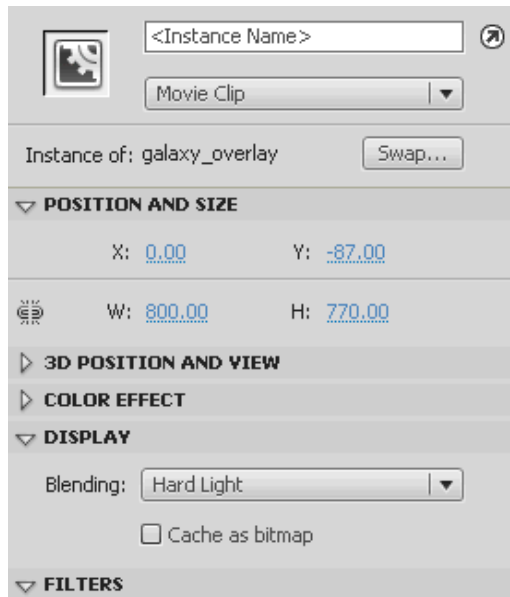 <Instance Name>
Movie Clip
Instance of: galaxy_overlay Swap...
POSITION AND SIZE
X: 0.00 Y: -87.00
W: 800.00 H: 770.00
3D POSITION AND VIEW
COLOR EFFECT
DISPLAY
Blending: Hard Light
Cache as bitmap
FILTERS